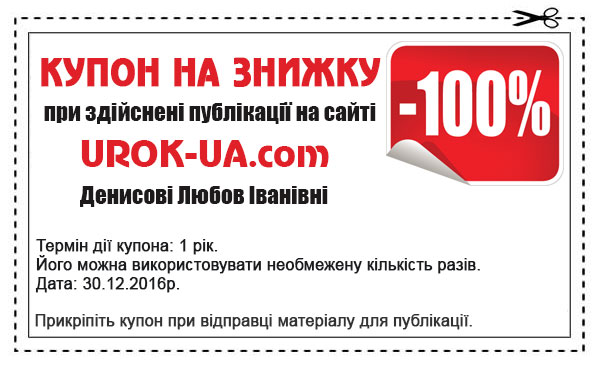 КУПОН НА ЗНИЖКУ
-100%
при здійснені публікації на сайті
UROK-UA.com
Денисові Любов Іванівні
Термін дії купона: 1 рік.
Його можна використовувати необмежену кількість разів.
Дата: 30.12.2016р.
Прикріпіть купон при відправці матеріалу для публікації.